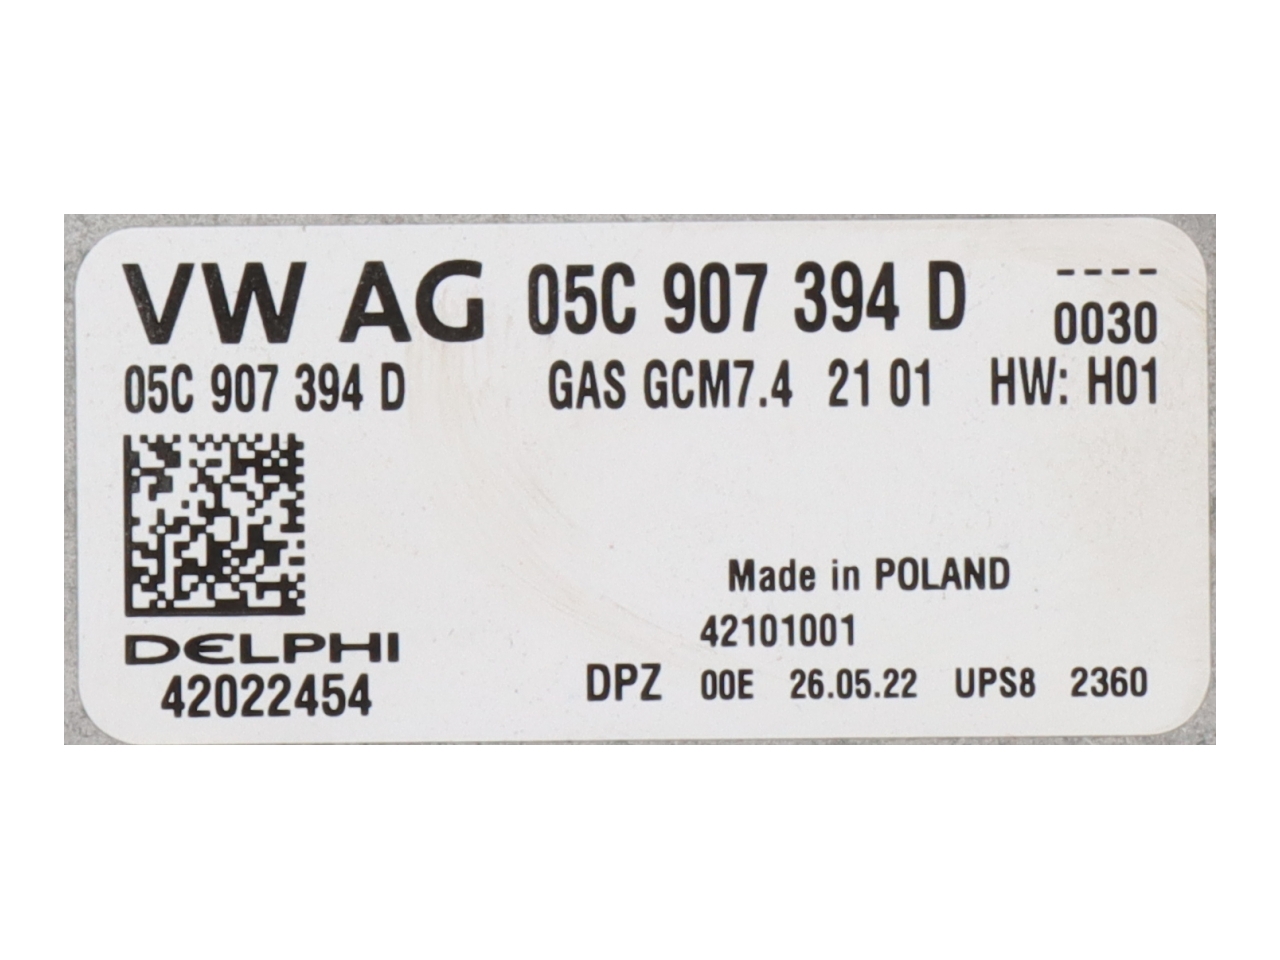 VW AG 05C 907 394 D ----
0030
05C 907 394 D GAS GCM7.4 21 01 HW: H01
Made in POLAND
42101001
DELPHI
42022454 DPZ 00E 26.05.22 UPS8 2360